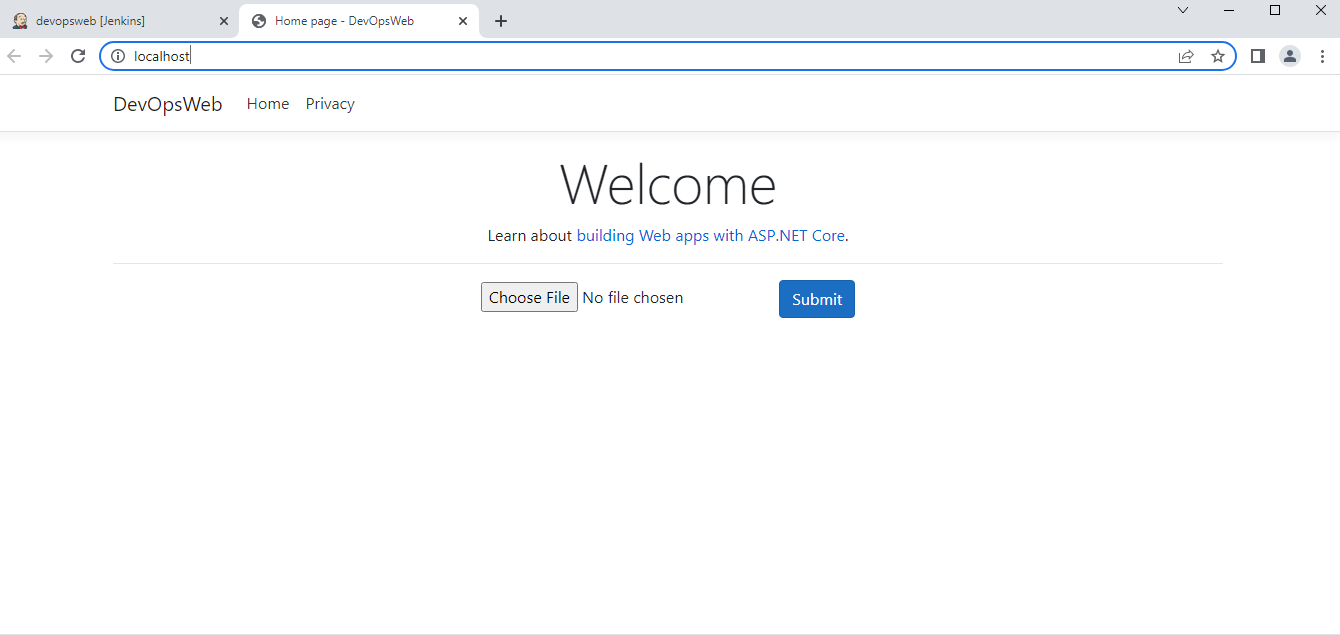 devopsweb [Jenkins] Home page - DevOpsWeb
localhost
DevOpsWeb Home Privacy
Welcome
Learn about building Web apps with ASP.NET Core.
Choose File No file chosen Submit